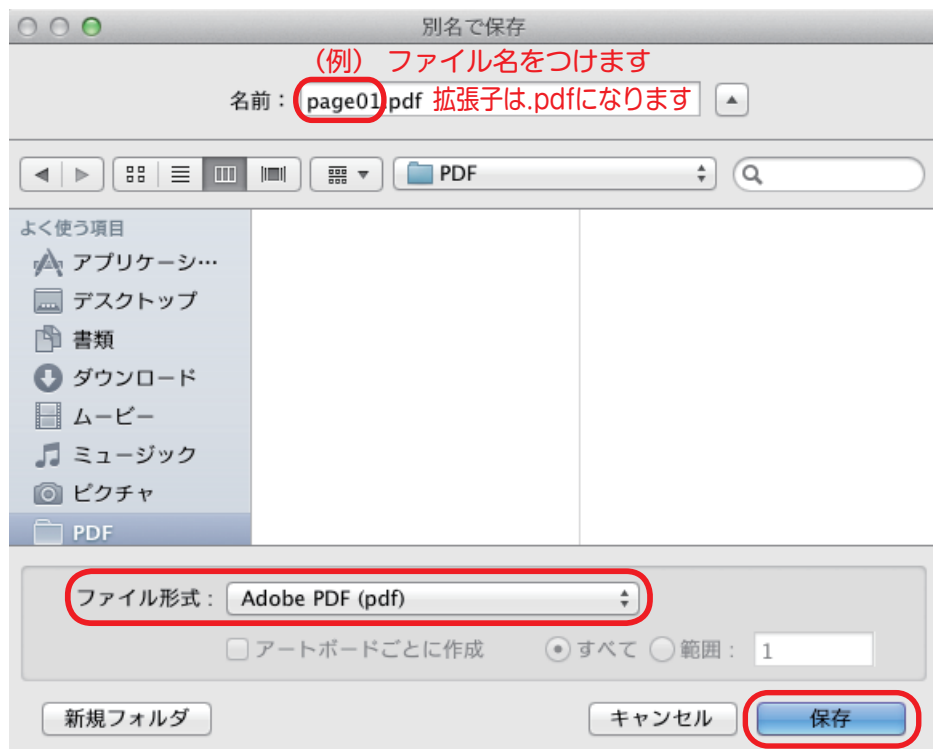 別名で保存
（例） ファイル名をつけます
名前： page01.pdf 拡張子は.pdfになります
PDF
よく使う項目
アプリケーシ…
デスクトップ
書類
ダウンロード
ムービー
ミュージック
ピクチャ
PDF
ファイル形式： Adobe PDF (pdf)
アートボードごとに作成 すべて 範囲： 1
新規フォルダ キャンセル 保存